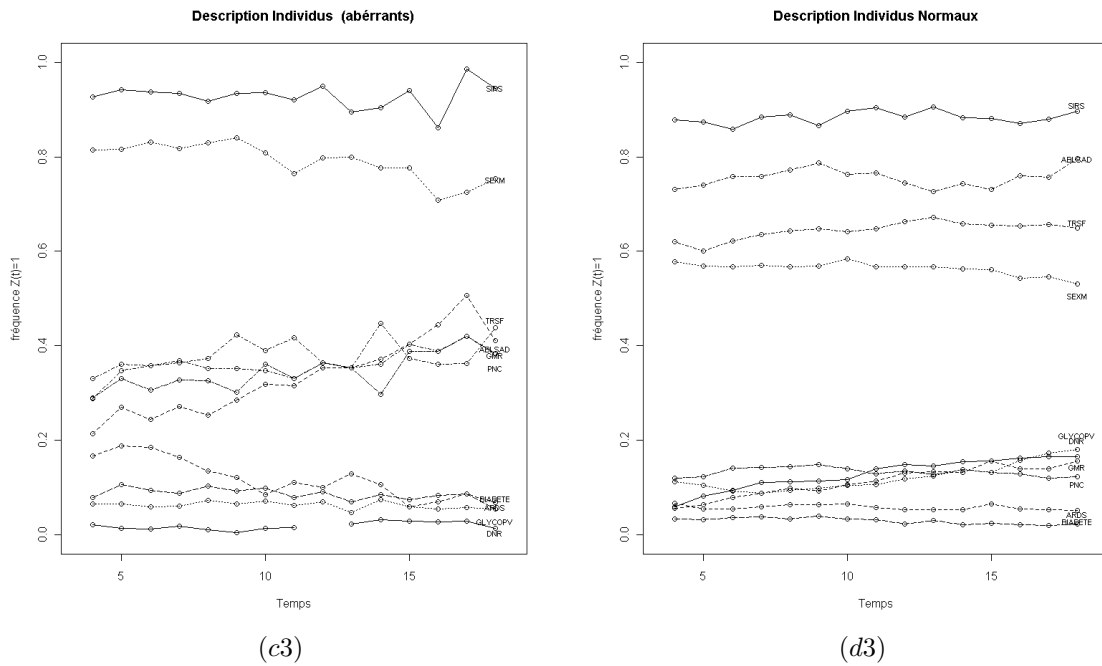 Description Individus (abérrants)
fréquence Z(t)=1
1.0
0.8
0.6
0.4
0.2
0.0
SIRS
SEXM
TRSF
ABLSAD
GMR
PNC
DIABETE
ARDS
GLYCOPV
DNR
5
10
15
Temps
(c3)
Description Individus Normaux
fréquence Z(t)=1
1.0
0.8
0.6
0.4
0.2
0.0
SIRS
ABLSAD
TRSF
SEXM
GLYCOPV
DNR
GMR
PNC
ARDS
DIABETE
5
10
15
Temps
(d3)